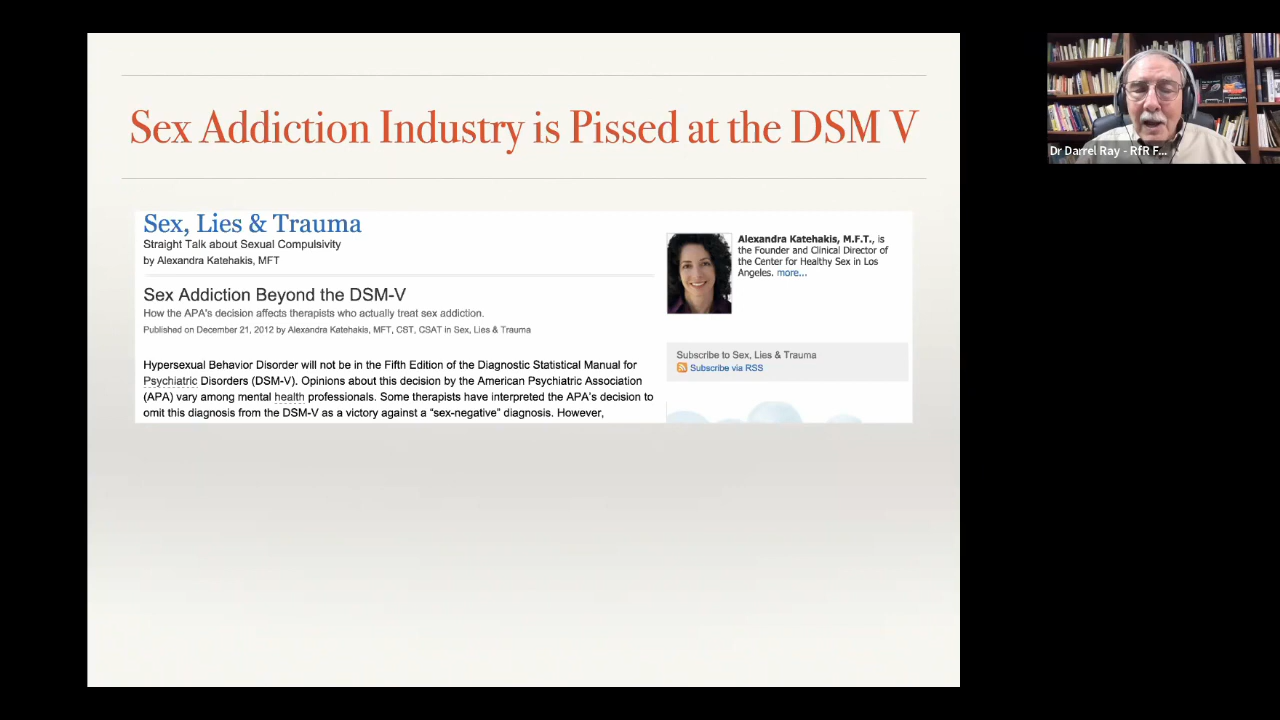 Sex Addiction Industry is Pissed at the DSM V
Sex, Lies & Trauma
Straight Talk about Sexual Compulsivity
by Alexandra Katehakis, MFT
Sex Addiction Beyond the DSM-V
How the APA's decision affects therapists who actually treat sex addiction.
Published on December 21, 2012 by Alexandra Katehakis, MFT, CST, CSAT in Sex, Lies & Trauma
Hypersexual Behavior Disorder will not be in the Fifth Edition of the Diagnostic Statistical Manual for
Psychiatric Disorders (DSM-V). Opinions about this decision by the American Psychiatric Association
(APA) vary among mental health professionals. Some therapists have interpreted the APA's decision to
omit this diagnosis from the DSM-V as a victory against a “sex-negative” diagnosis. However,
Alexandra Katehakis, M.F.T., is
the Founder and Clinical Director of
the Center for Healthy Sex in Los
Angeles. more...
Subscribe to Sex, Lies & Trauma
Subscribe via RSS
Dr Darrel Ray - RfR F...